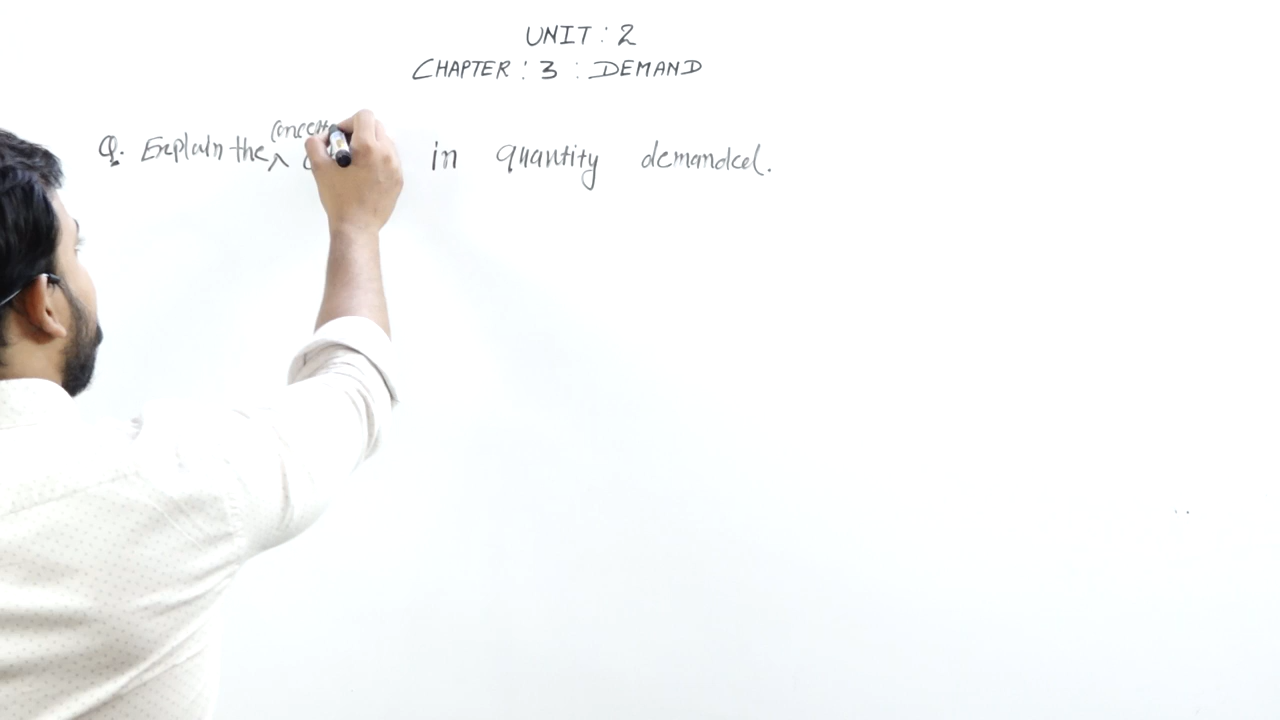 UNIT : 2
CHAPTER : 3 : DEMAND
Q. Explain the ^ in quantity demanded.